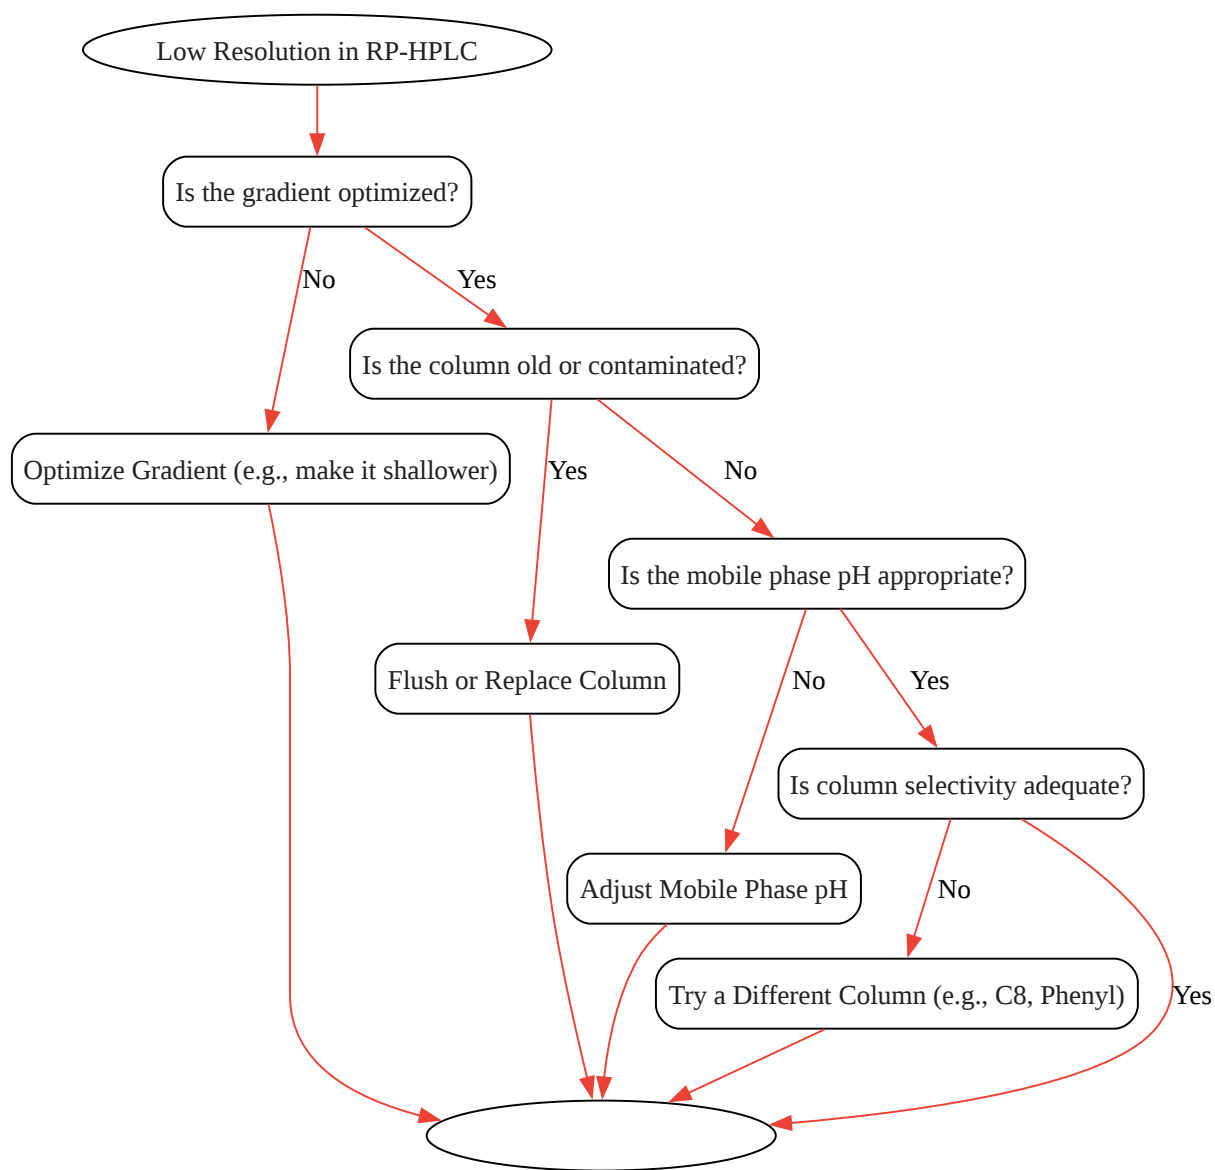 Low Resolution in RP-HPLC
Is the gradient optimized?
No
Yes
Is the column old or contaminated?
Optimize Gradient (e.g., make it shallower)
Yes
No
Is the mobile phase pH appropriate?
Flush or Replace Column
No
Yes
Is column selectivity adequate?
Adjust Mobile Phase pH
No
Try a Different Column (e.g., C8, Phenyl)
Yes